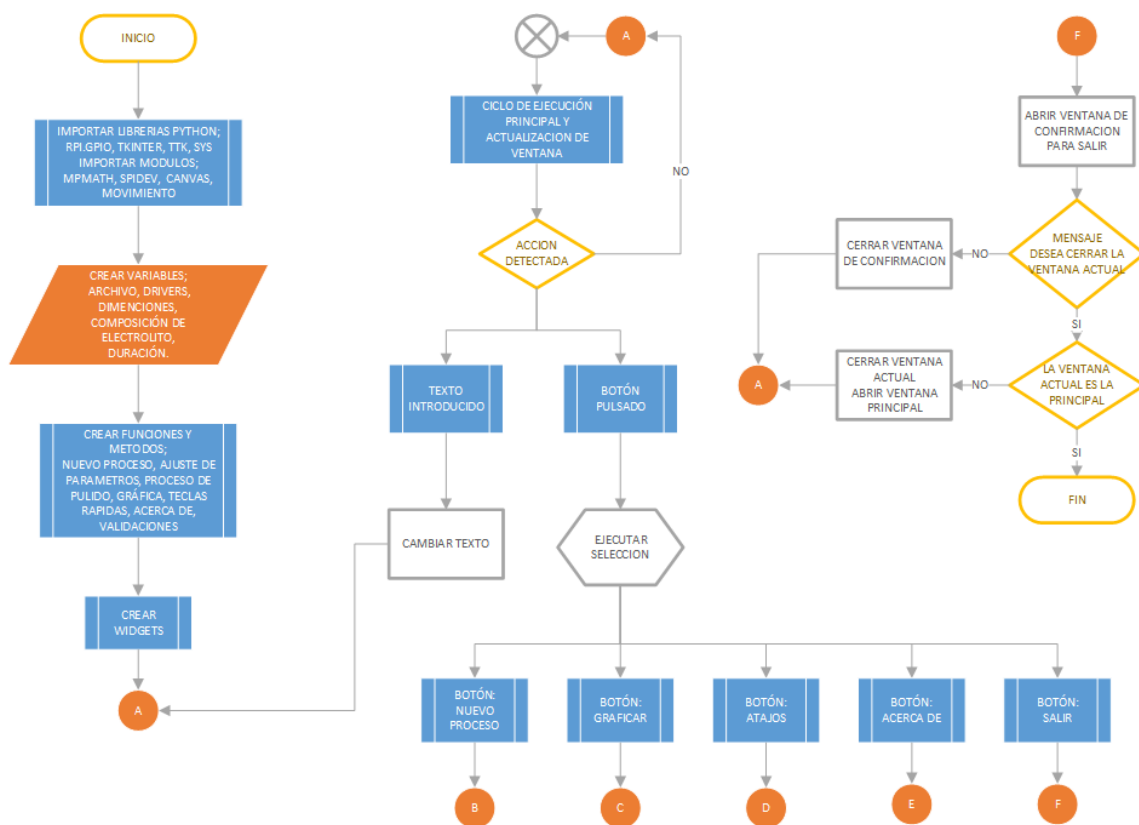 INICIO
IMPORTAR LIBRERIAS PYTHON;
RPI.GPIO, TKINTER, TTK, SYS
IMPORTAR MODULOS;
MPMATH, SPIDEV, CANVAS,
MOVIMIENTO
CREAR VARIABLES;
ARCHIVO, DRIVERS,
DIMENCIONES,
COMPOSICIÓN DE
ELECTROLITO,
DURACIÓN.
CREAR FUNCIONES Y
METODOS;
NUEVO PROCESO, AJUSTE DE
PARAMETROS, PROCESO DE
PULIDO, GRÁFICA, TECLAS
RAPIDAS, ACERCA DE,
VALIDACIONES
CREAR
WIDGETS
A
A
CICLO DE EJECUCIÓN
PRINCIPAL Y
ACTUALIZACION DE
VENTANA
NO
ACCION
DETECTADA
TEXTO
INTRODUCIDO
BOTÓN
PULSADO
CAMBIAR TEXTO
EJECUTAR
SELECCION
BOTÓN:
NUEVO
PROCESO
BOTÓN:
GRAFICAR
BOTÓN:
ATAJOS
BOTÓN:
ACERCA DE
BOTÓN:
SALIR
B
C
D
E
F
F
ABRIR VENTANA DE
CONFIRMACION
PARA SALIR
MENSAJE
DESEA CERRAR LA
VENTANA ACTUAL
NO
CERRAR VENTANA
DE CONFIRMACION
SI
LA VENTANA
ACTUAL ES LA
PRINCIPAL
NO
CERRAR VENTANA
ACTUAL
ABRIR VENTANA
PRINCIPAL
A
SI
FIN